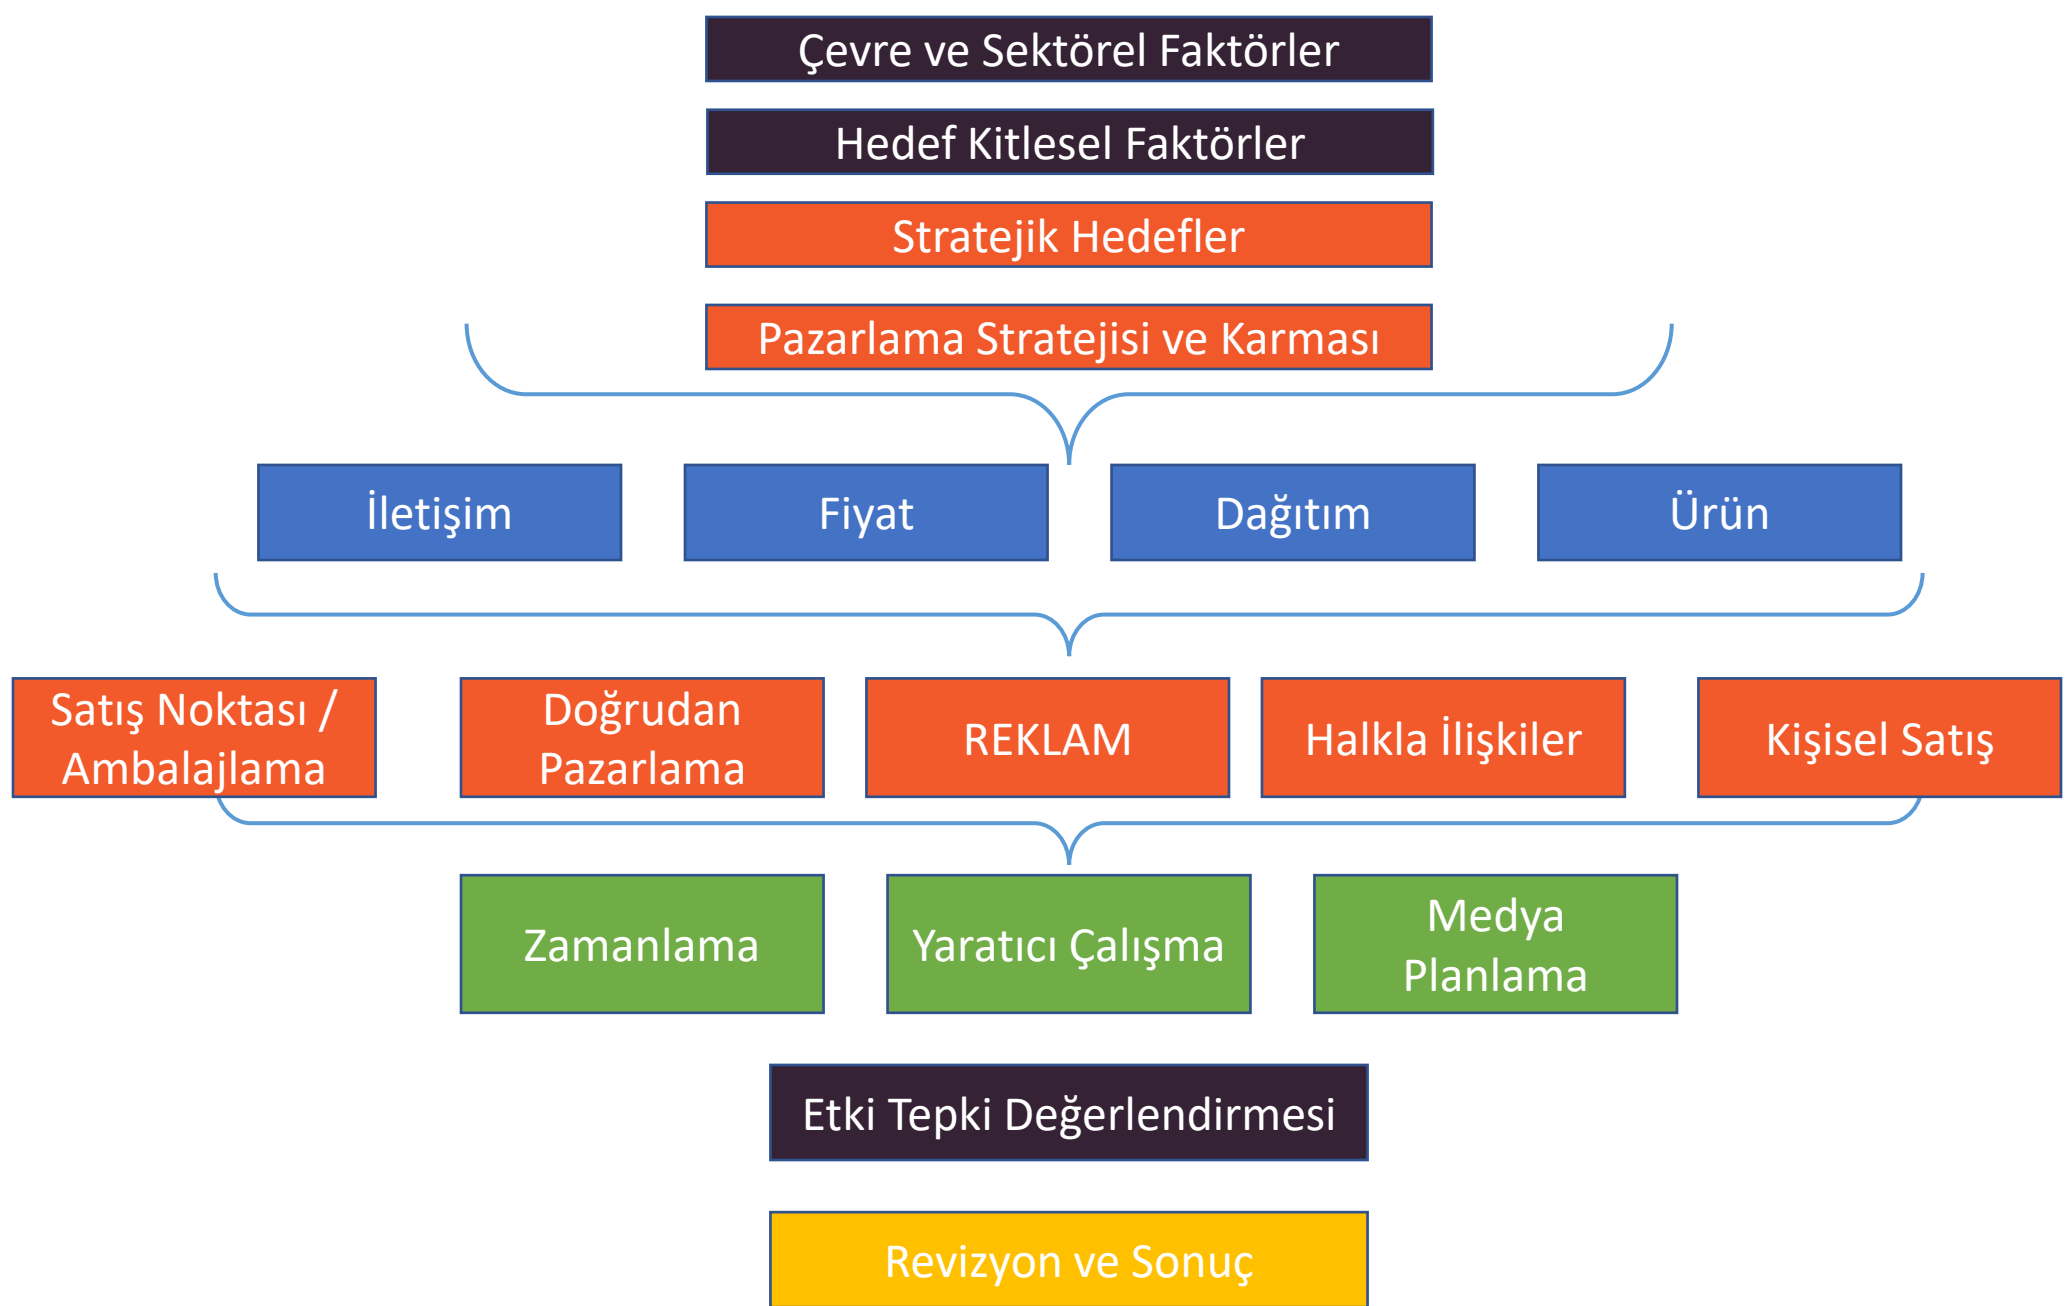 Çevre ve Sektörel Faktörler
Hedef Kitlesel Faktörler
Stratejik Hedefler
Pazarlama Stratejisi ve Karması
İletişim
Fiyat
Dağıtım
Ürün
Satış Noktası /
Ambalajlama
Doğrudan
Pazarlama
REKLAM
Halkla İlişkiler
Kişisel Satış
Zamanlama
Yaratıcı Çalışma
Medya
Planlama
Etki Tepki Değerlendirmesi
Revizyon ve Sonuç